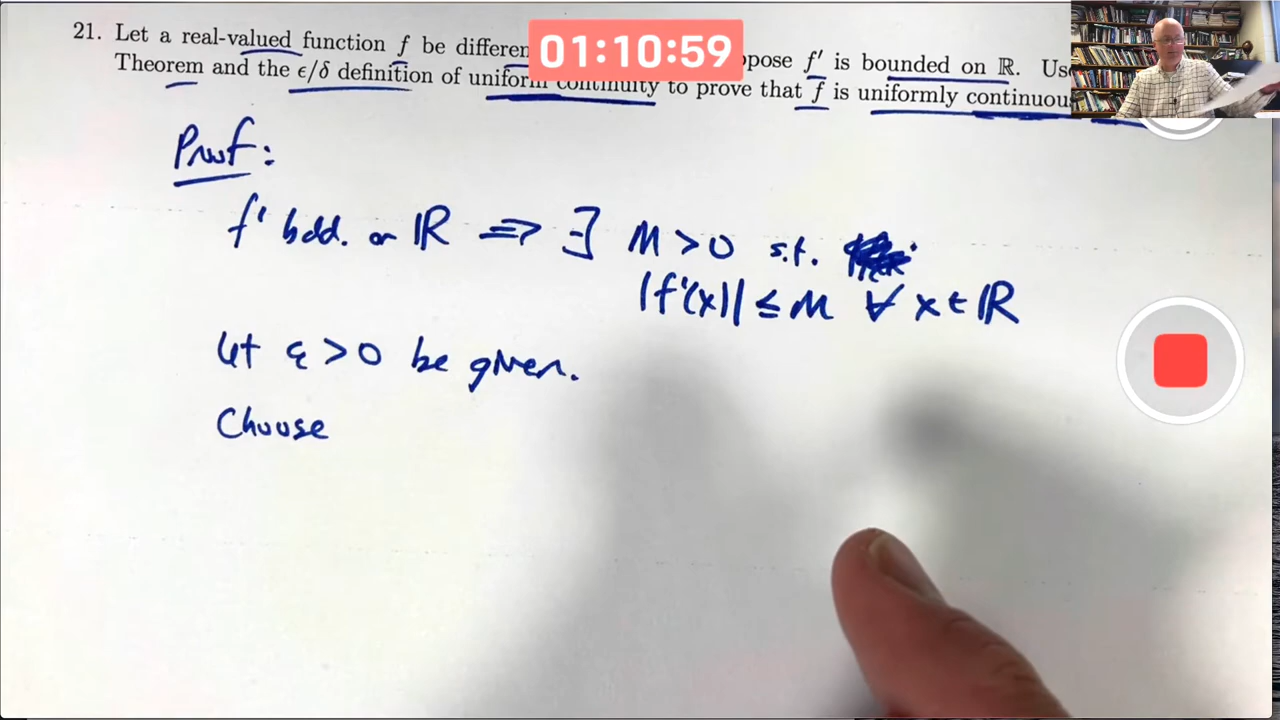 21. Let a real-valued function f be differen
01:10:59
pose f′ is bounded on ℝ. Us
Theorem and the ϵ/δ definition of uniform continuity to prove that f is uniformly continuou
Proof:
f' bdd. on ℝ ⇒ ∃ M > 0 s.t.
|f'(x)| ≤ M ∀ x ∈ ℝ
Let ε > 0 be given.
Choose